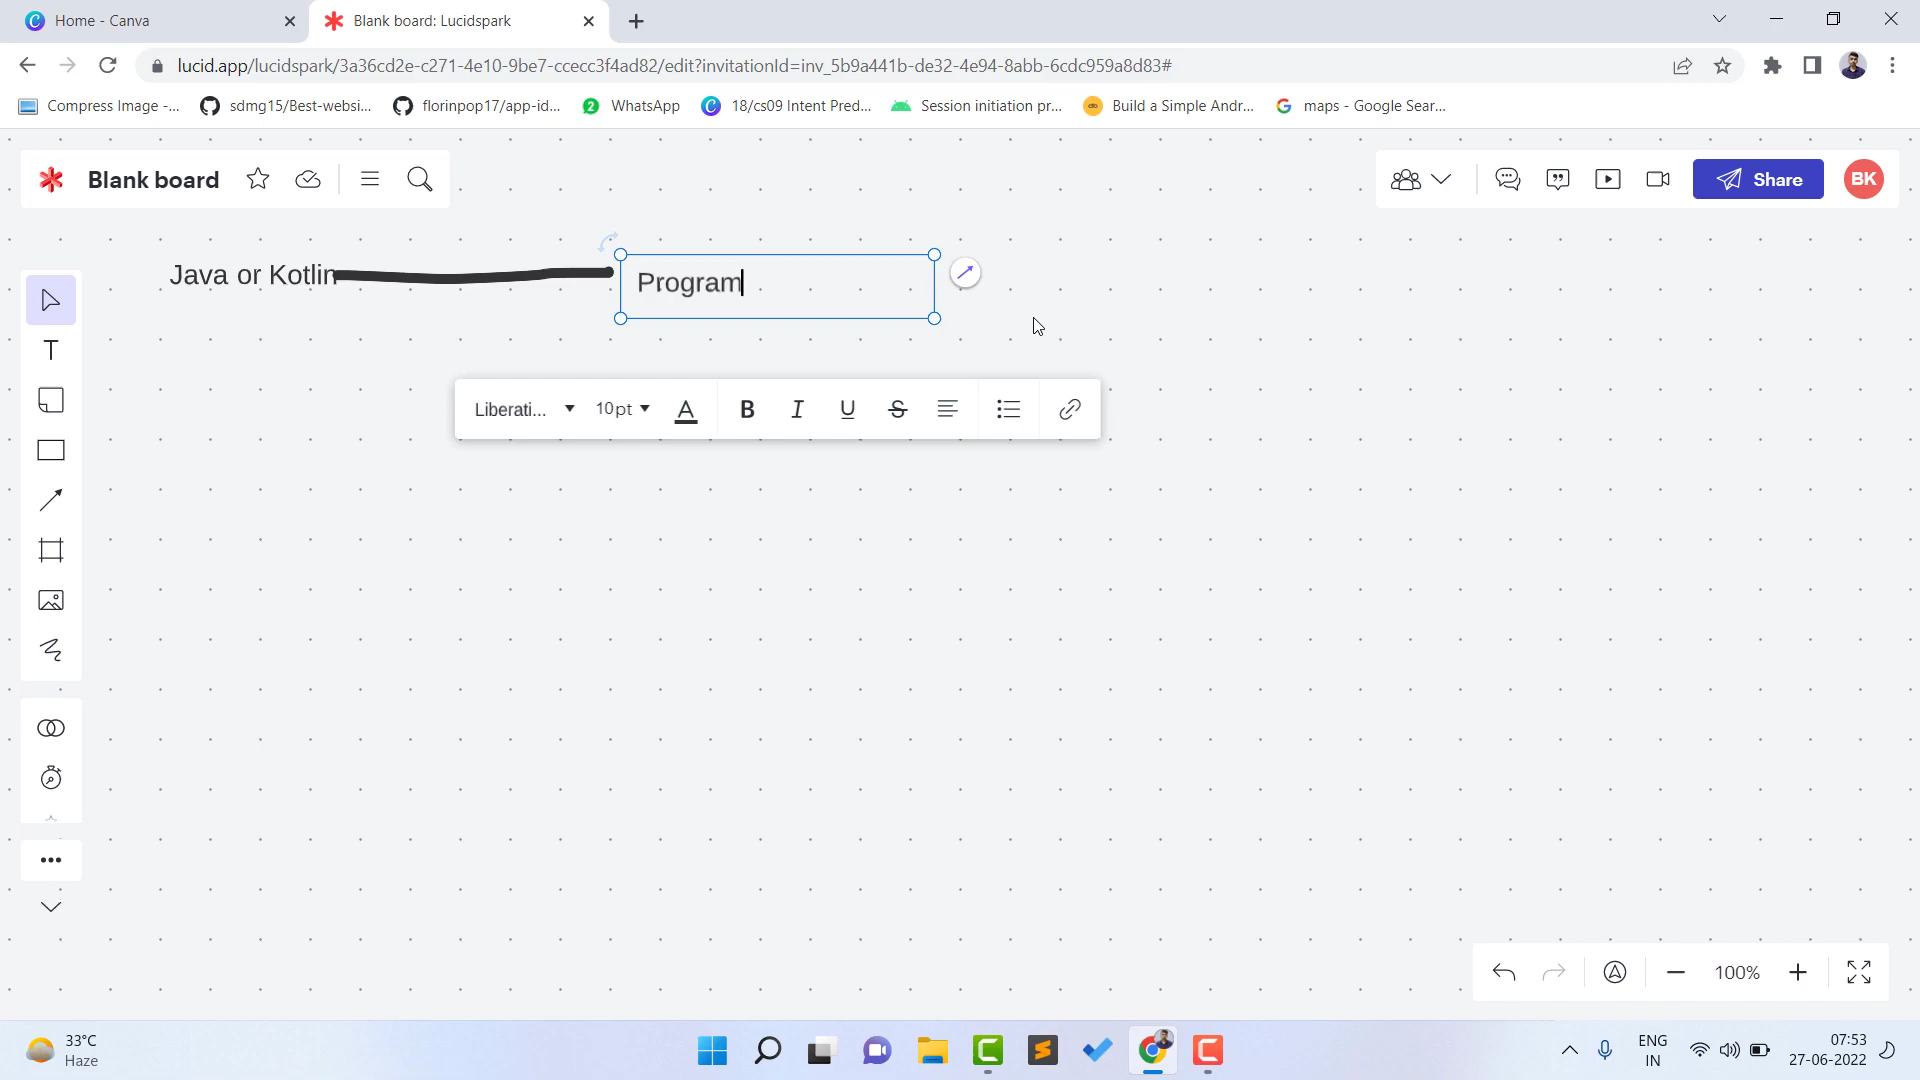 Home - Canva
Blank board: Lucidspark
lucid.app/lucidspark/3a36cd2e-c271-4e10-9be7-ccecc3f4ad82/edit?invitationId=inv_5b9a441b-de32-4e94-8abb-6cdc959a8d83#
Compress Image -...
sdmg15/Best-websi...
florinpop17/app-id...
WhatsApp
18/cs09 Intent Pred...
Session initiation pr...
Build a Simple Andr...
maps - Google Sear...
Blank board
Share
BK
Java or Kotlin
Program
Liberati...
10pt
A
B
I
U
S
T
100%
33°C
Haze
ENG
IN
07:53
27-06-2022